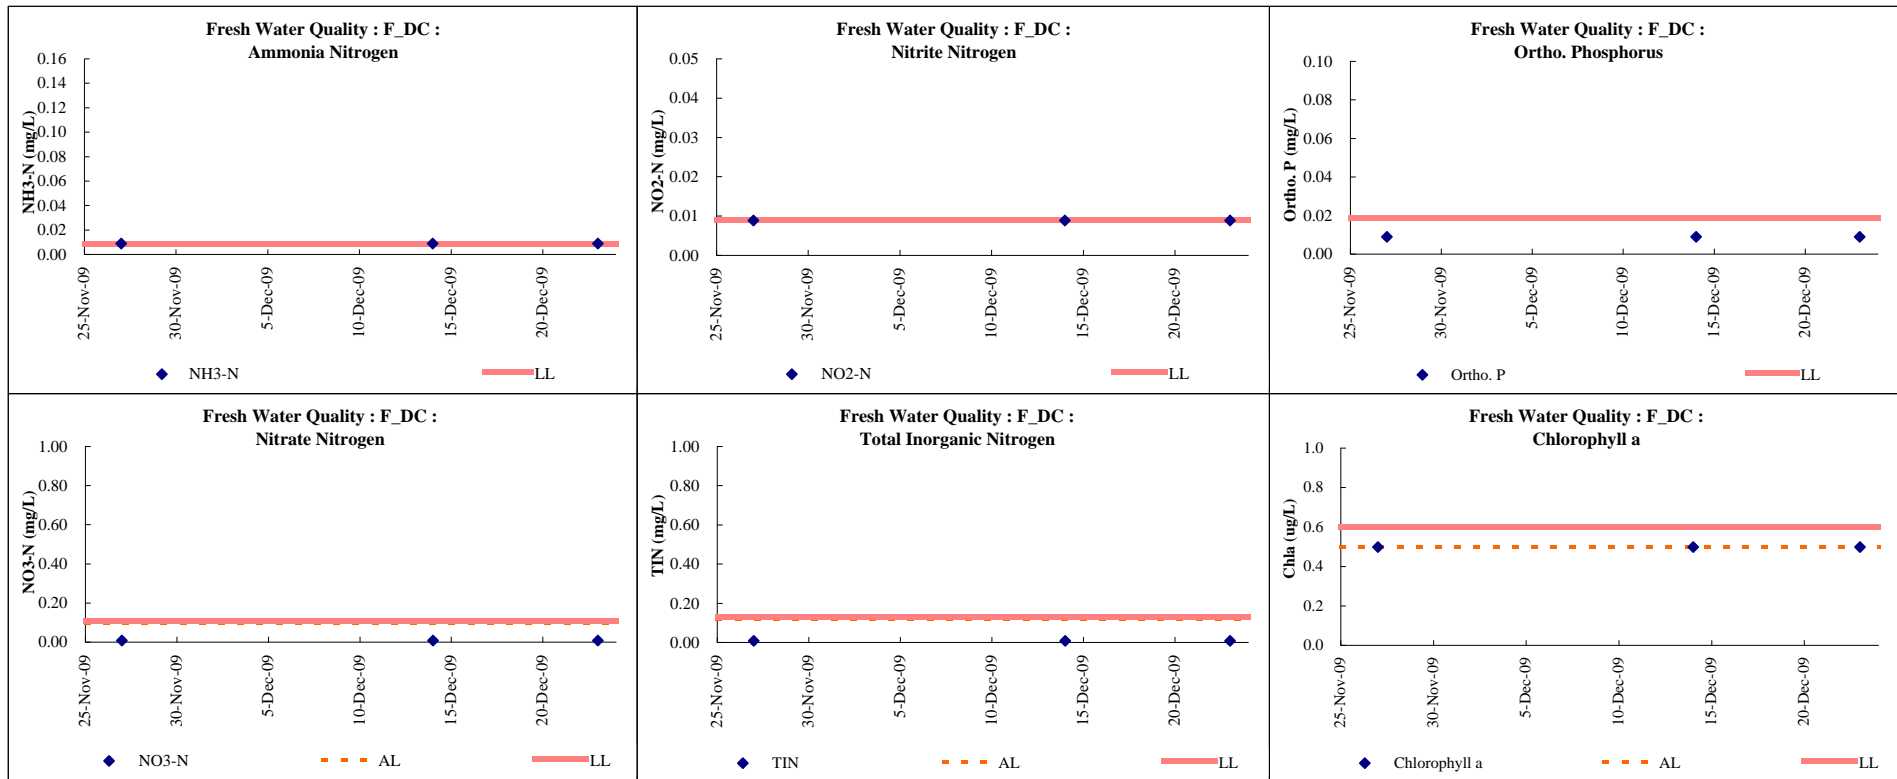 Fresh Water Quality : F_DC :
Ammonia Nitrogen
NH3-N (mg/L)
0.16
0.14
0.12
0.10
0.08
0.06
0.04
0.02
0.00
25-Nov-09
30-Nov-09
5-Dec-09
10-Dec-09
15-Dec-09
20-Dec-09
NH3-N
LL
Fresh Water Quality : F_DC :
Nitrite Nitrogen
NO2-N (mg/L)
0.05
0.04
0.03
0.02
0.01
0.00
25-Nov-09
30-Nov-09
5-Dec-09
10-Dec-09
15-Dec-09
20-Dec-09
NO2-N
LL
Fresh Water Quality : F_DC :
Ortho. Phosphorus
Ortho. P (mg/L)
0.10
0.08
0.06
0.04
0.02
0.00
25-Nov-09
30-Nov-09
5-Dec-09
10-Dec-09
15-Dec-09
20-Dec-09
Ortho. P
LL
Fresh Water Quality : F_DC :
Nitrate Nitrogen
NO3-N (mg/L)
1.00
0.80
0.60
0.40
0.20
0.00
25-Nov-09
30-Nov-09
5-Dec-09
10-Dec-09
15-Dec-09
20-Dec-09
NO3-N
AL
LL
Fresh Water Quality : F_DC :
Total Inorganic Nitrogen
TIN (mg/L)
1.00
0.80
0.60
0.40
0.20
0.00
25-Nov-09
30-Nov-09
5-Dec-09
10-Dec-09
15-Dec-09
20-Dec-09
TIN
AL
LL
Fresh Water Quality : F_DC :
Chlorophyll a
Chla (ug/L)
1.0
0.8
0.6
0.4
0.2
0.0
25-Nov-09
30-Nov-09
5-Dec-09
10-Dec-09
15-Dec-09
20-Dec-09
Chlorophyll a
AL
LL